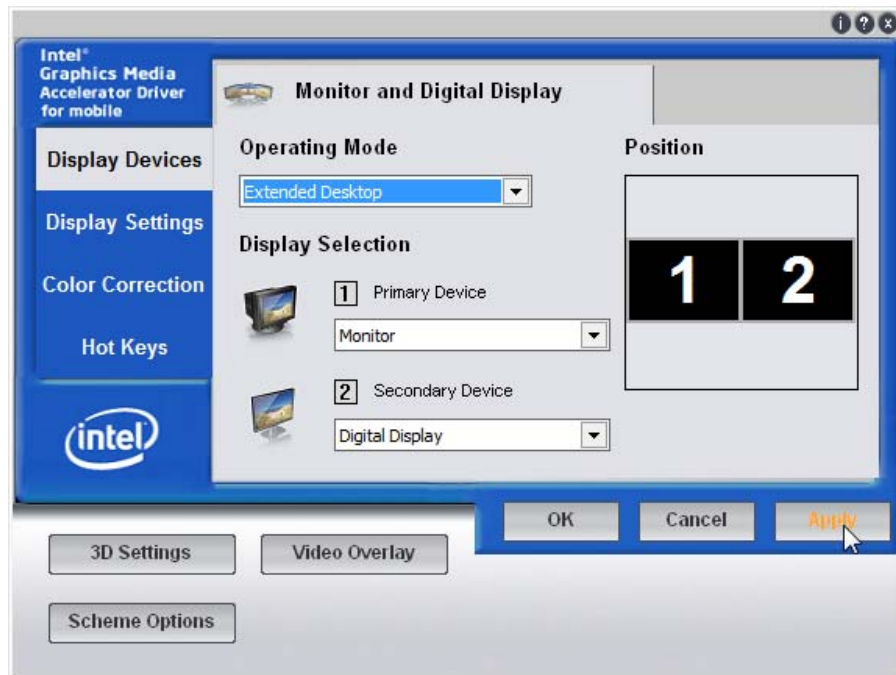 Intel®
Graphics Media
Accelerator Driver
for mobile
Display Devices
Display Settings
Color Correction
Hot Keys
intel
Monitor and Digital Display
Operating Mode
Extended Desktop
Display Selection
1 Primary Device
Monitor
2 Secondary Device
Digital Display
Position
1 2
OK Cancel Apply
3D Settings Video Overlay
Scheme Options
i ? x